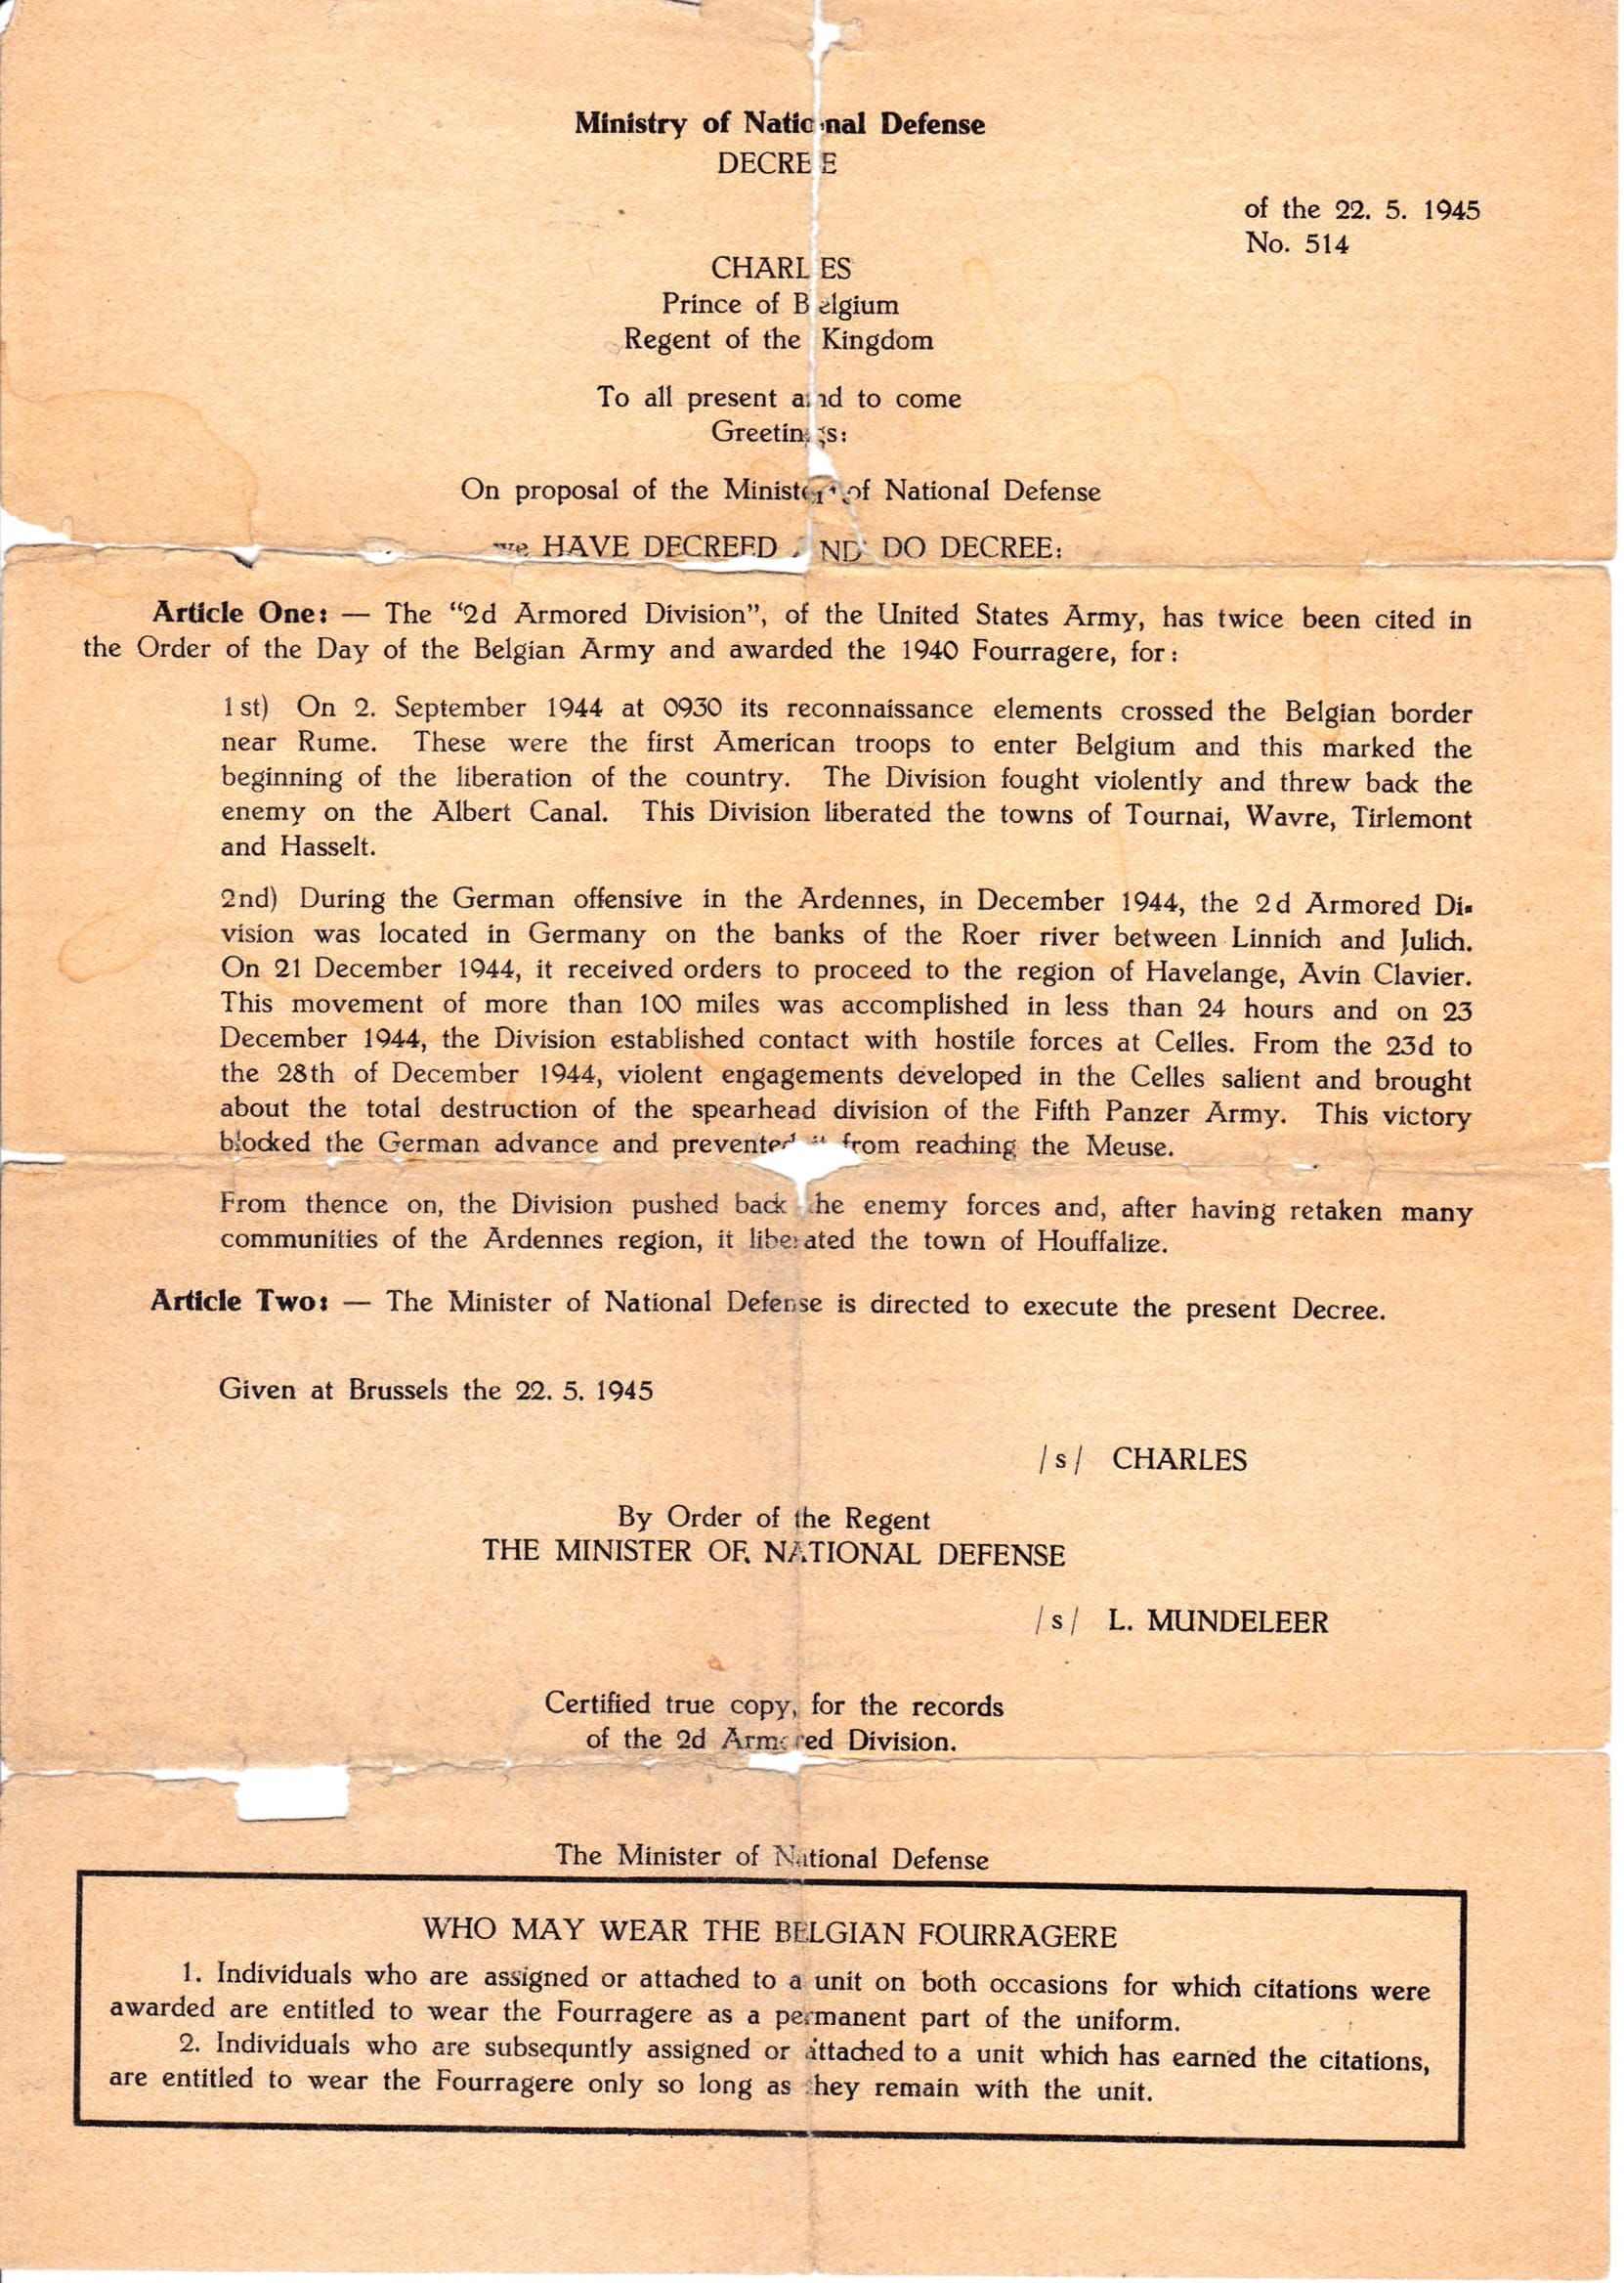 Ministry of National Defense
DECREE
of the 22. 5. 1945
No. 514
CHARLES
Prince of Belgium
Regent of the Kingdom
To all present and to come
Greetings:
On proposal of the Minister of National Defense
we HAVE DECREED AND DO DECREE:
Article One: — The “2d Armored Division”, of the United States Army, has twice been cited in
the Order of the Day of the Belgian Army and awarded the 1940 Fourragere, for:
1st) On 2. September 1944 at 0930 its reconnaissance elements crossed the Belgian border
near Rume. These were the first American troops to enter Belgium and this marked the
beginning of the liberation of the country. The Division fought violently and threw back the
enemy on the Albert Canal. This Division liberated the towns of Tournai, Wavre, Tirlemont
and Hasselt.
2nd) During the German offensive in the Ardennes, in December 1944, the 2d Armored Di-
vision was located in Germany on the banks of the Roer river between Linnich and Julich.
On 21 December 1944, it received orders to proceed to the region of Havelange, Avin Clavier.
This movement of more than 100 miles was accomplished in less than 24 hours and on 23
December 1944, the Division established contact with hostile forces at Celles. From the 23d to
the 28th of December 1944, violent engagements developed in the Celles salient and brought
about the total destruction of the spearhead division of the Fifth Panzer Army. This victory
blocked the German advance and prevented it from reaching the Meuse.
From thence on, the Division pushed back the enemy forces and, after having retaken many
communities of the Ardennes region, it liberated the town of Houffalize.
Article Two: — The Minister of National Defense is directed to execute the present Decree.
Given at Brussels the 22. 5. 1945
/s/ CHARLES
By Order of the Regent
THE MINISTER OF NATIONAL DEFENSE
/s/ L. MUNDELEER
Certified true copy, for the records
of the 2d Armored Division.
The Minister of National Defense
WHO MAY WEAR THE BELGIAN FOURRAGERE
1. Individuals who are assigned or attached to a unit on both occasions for which citations were
awarded are entitled to wear the Fourragere as a permanent part of the uniform.
2. Individuals who are subsequntly assigned or attached to a unit which has earned the citations,
are entitled to wear the Fourragere only so long as they remain with the unit.